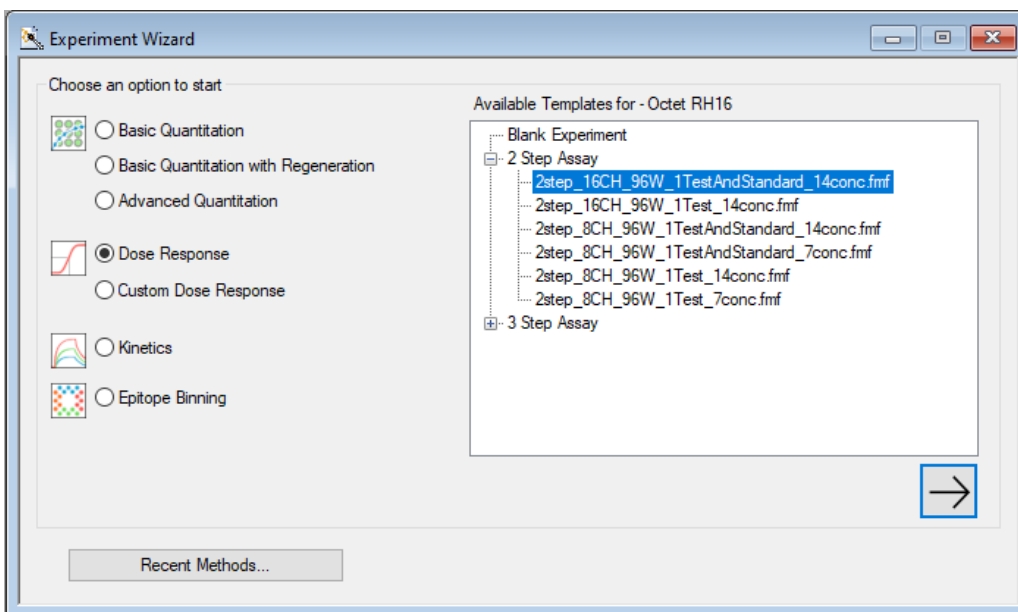 Experiment Wizard
Choose an option to start
Basic Quantitation
Basic Quantitation with Regeneration
Advanced Quantitation
Dose Response
Custom Dose Response
Kinetics
Epitope Binning
Available Templates for - Octet RH16
Blank Experiment
2 Step Assay
2step_16CH_96W_1TestAndStandard_14conc.fmf
2step_16CH_96W_1Test_14conc.fmf
2step_8CH_96W_1TestAndStandard_14conc.fmf
2step_8CH_96W_1TestAndStandard_7conc.fmf
2step_8CH_96W_1Test_14conc.fmf
2step_8CH_96W_1Test_7conc.fmf
3 Step Assay
Recent Methods...